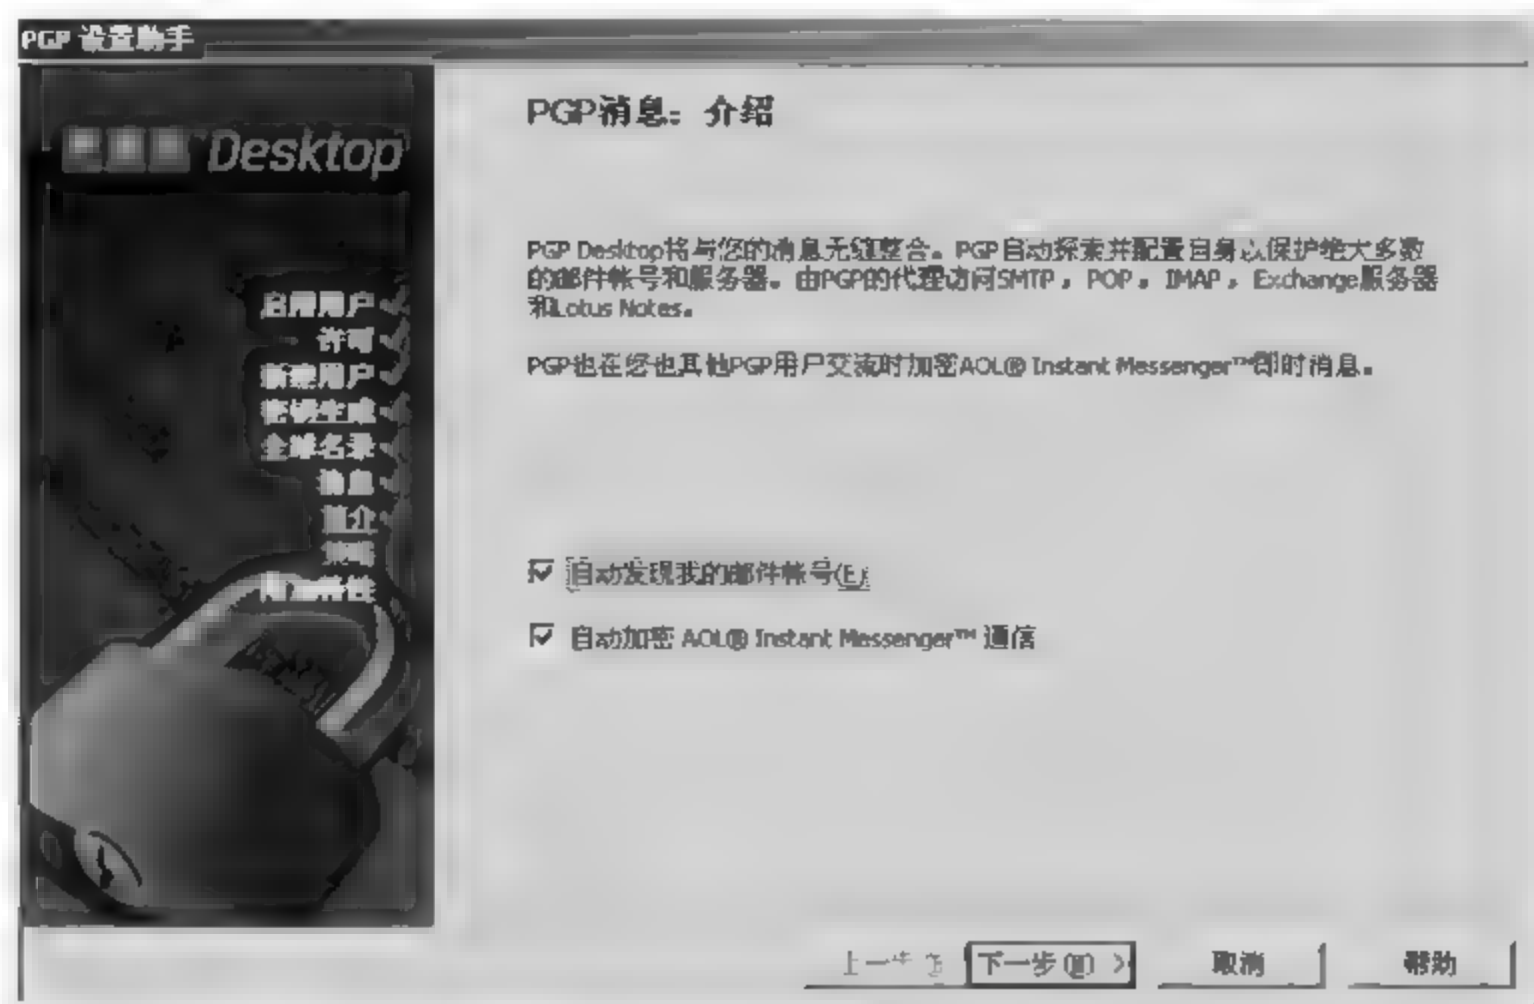 PGP 设置助手
Desktop
启用用户
许可
新建用户
密钥生成
全球名录
消息
简介
策略
PGP消息：介绍
PGP Desktop将与您的消息无缝整合。PGP自动探索并配置自身以保护绝大多数
的邮件帐号和服务器。由PGP的代理访问SMTP，POP，IMAP，Exchange服务器
和Lotus Notes。
PGP也在您也其他PGP用户交流时加密AOL® Instant Messenger™即时消息。
自动发现我的邮件帐号(E)
自动加密 AOL® Instant Messenger™ 通信
上一步
下一步(N) >
取消
帮助